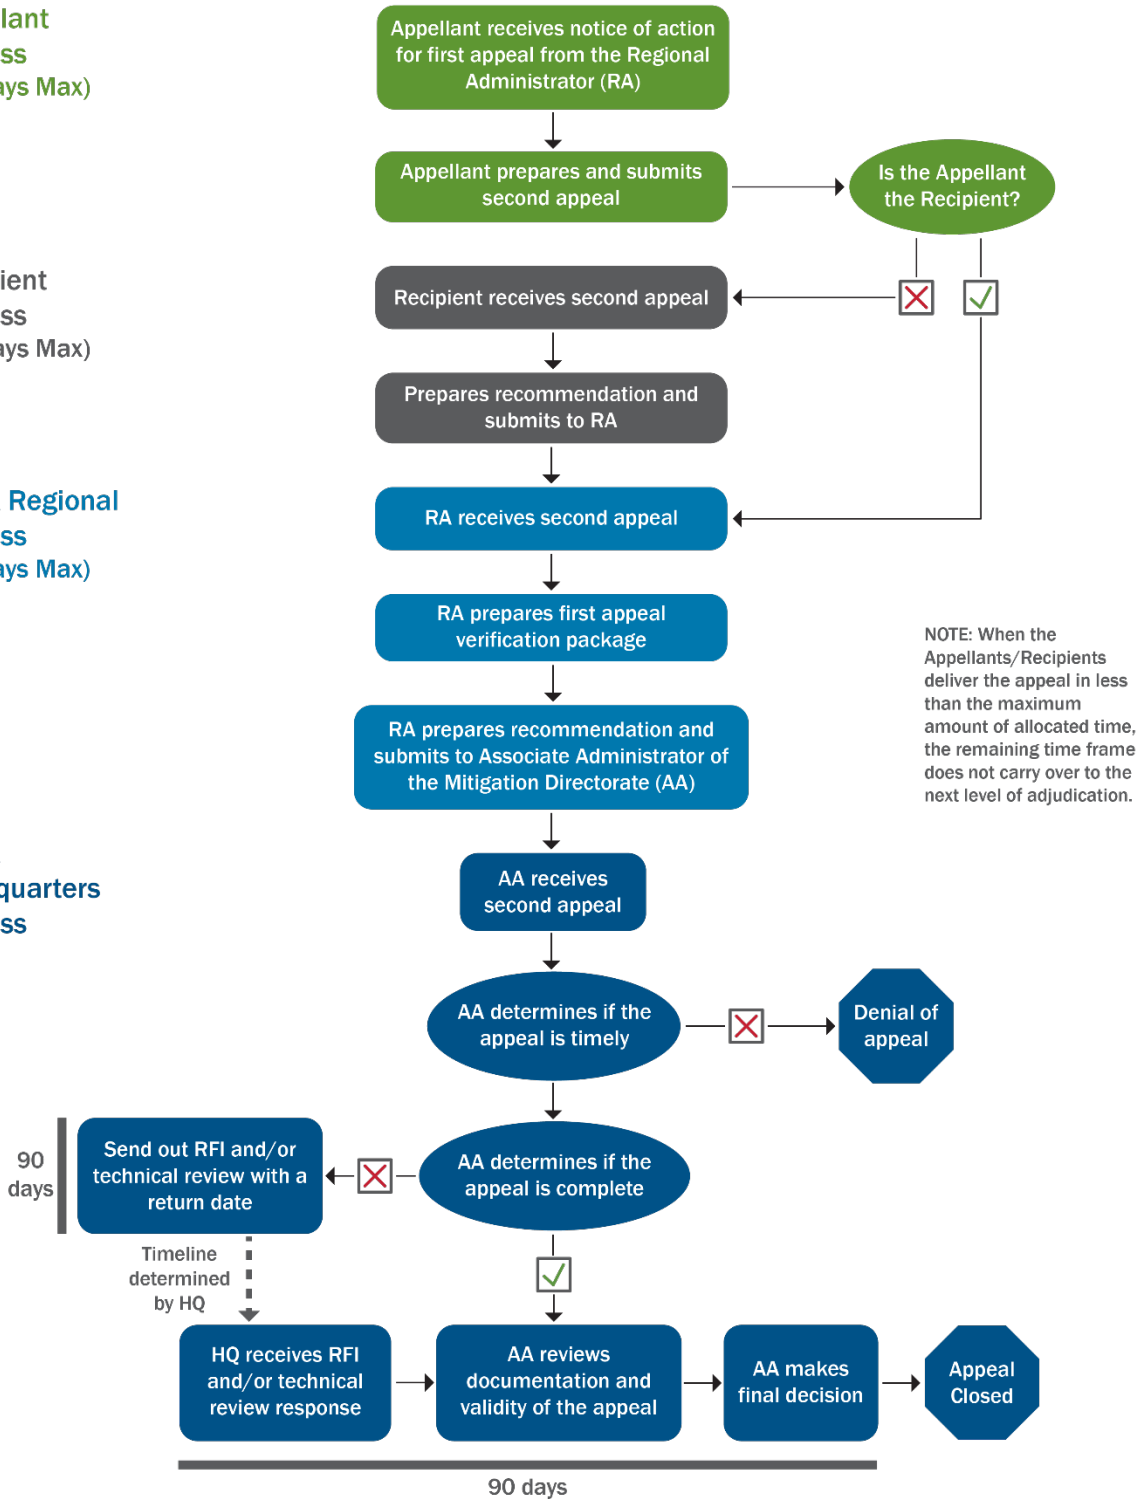 llant
ss
ays Max)
Appellant receives notice of action
for first appeal from the Regional
Administrator (RA)
Appellant prepares and submits
second appeal
Is the Appellant
the Recipient?
ient
ss
ays Max)
Recipient receives second appeal
Prepares recommendation and
submits to RA
Regional
ss
ays Max)
RA receives second appeal
RA prepares first appeal
verification package
NOTE: When the
Appellants/Recipients
deliver the appeal in less
than the maximum
amount of allocated time,
the remaining time frame
does not carry over to the
next level of adjudication.
RA prepares recommendation and
submits to Associate Administrator of
the Mitigation Directorate (AA)
quarters
ss
AA receives
second appeal
AA determines if the
appeal is timely
Denial of
appeal
90
days
Send out RFI and/or
technical review with a
return date
AA determines if the
appeal is complete
Timeline
determined
by HQ
HQ receives RFI
and/or technical
review response
AA reviews
documentation and
validity of the appeal
AA makes
final decision
Appeal
Closed
90 days